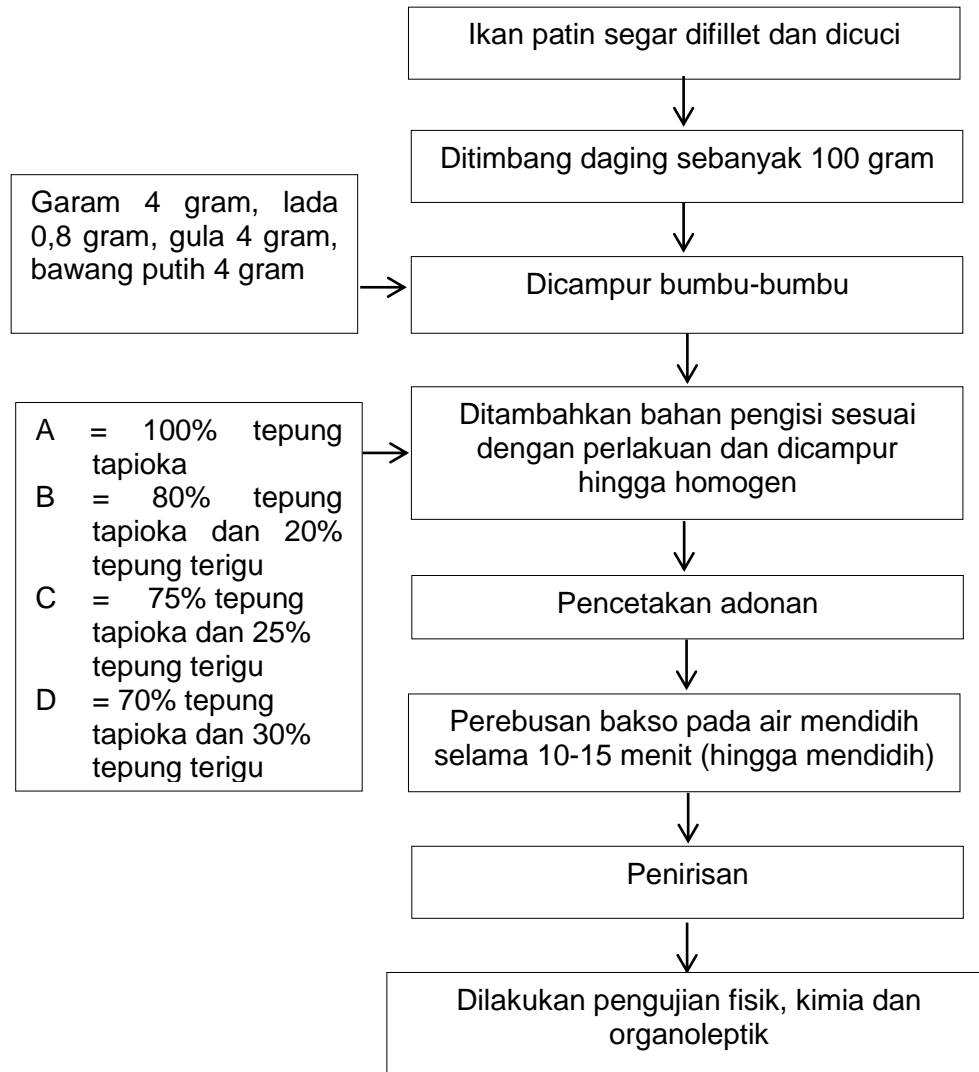 Ikan patin segar difillet dan dicuci
Ditimbang daging sebanyak 100 gram
Garam 4 gram, lada
0,8 gram, gula 4 gram,
bawang putih 4 gram
Dicampur bumbu-bumbu
A = 100% tepung
tapioka
B = 80% tepung
tapioka dan 20%
tepung terigu
C = 75% tepung
tapioka dan 25%
tepung terigu
D = 70% tepung
tapioka dan 30%
tepung terigu
Ditambahkan bahan pengisi sesuai
dengan perlakuan dan dicampur
hingga homogen
Pencetakan adonan
Perebusan bakso pada air mendidih
selama 10-15 menit (hingga mendidih)
Penirisan
Dilakukan pengujian fisik, kimia dan
organoleptik